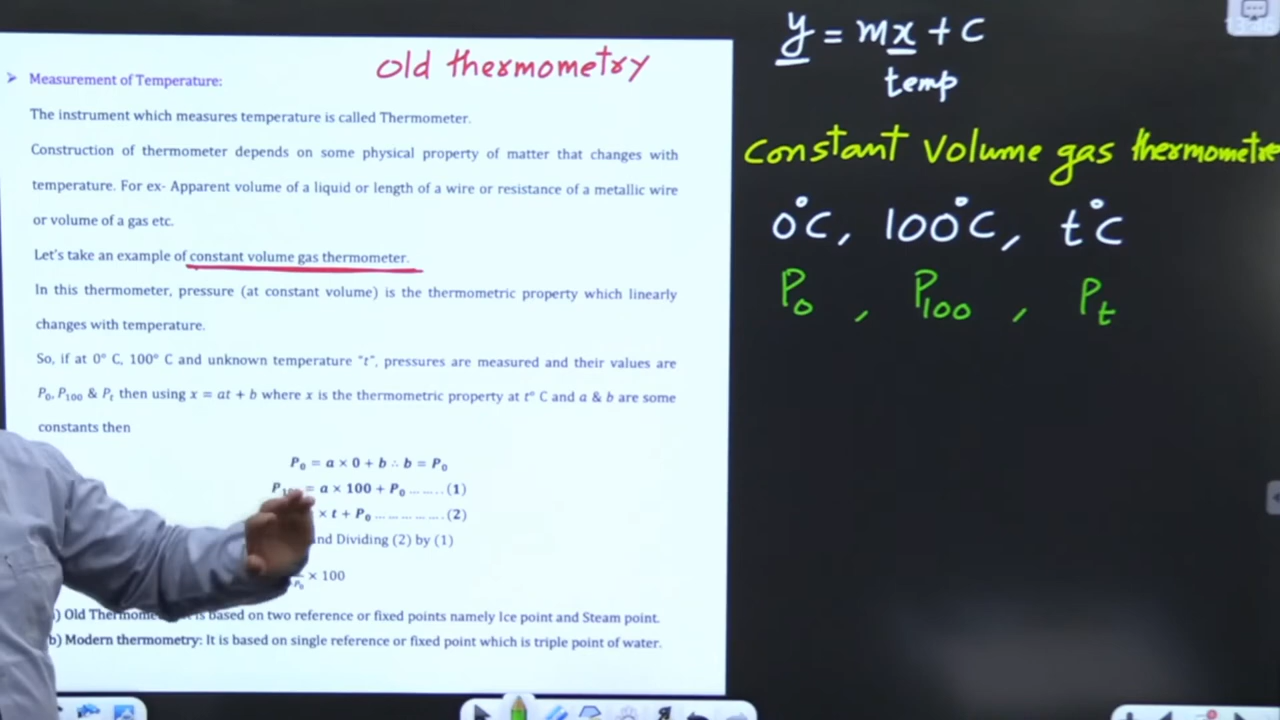 old thermometry
➤ Measurement of Temperature:
The instrument which measures temperature is called Thermometer.
Construction of thermometer depends on some physical property of matter that changes with
temperature. For ex- Apparent volume of a liquid or length of a wire or resistance of a metallic wire
or volume of a gas etc.
Let's take an example of constant volume gas thermometer.
In this thermometer, pressure (at constant volume) is the thermometric property which linearly
changes with temperature.
So, if at 0° C, 100° C and unknown temperature "t", pressures are measured and their values are
P₀, P₁₀₀ & Pₜ then using x = at + b where x is the thermometric property at t° C and a & b are some
constants then
P₀ = a × 0 + b ∴ b = P₀
= a × 100 + P₀ ........ (1)
× t + P₀ .................. (2)
Dividing (2) by (1)
× 100
Old is based on two reference or fixed points namely Ice point and Steam point.
b) Modern thermometry: It is based on single reference or fixed point which is triple point of water.
y = mx + c
temp
constant volume gas thermometre
0°C, 100°C, t°C
P₀ , P₁₀₀ , Pₜ